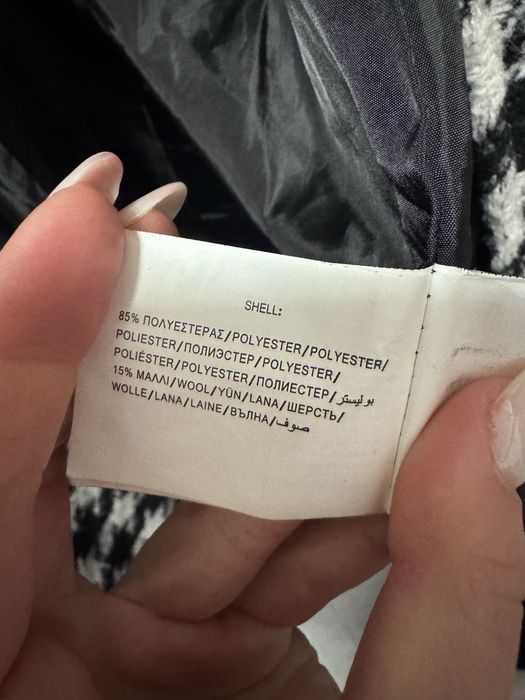 SHELL:
85% ΠΟΛΥΕΣΤΕΡΑΣ/POLYESTER/POLYESTER/
POLIESTER/ПОЛИЭСТЕР/POLYESTER/
POLIÉSTER/POLYESTER/ПОЛИЕСТЕР/بوليستر
15% ΜΑΛΛΙ/WOOL/YÜN/LANA/ШЕРСТЬ/
WOLLE/LANA/LAINE/ВЪЛНА/صوف